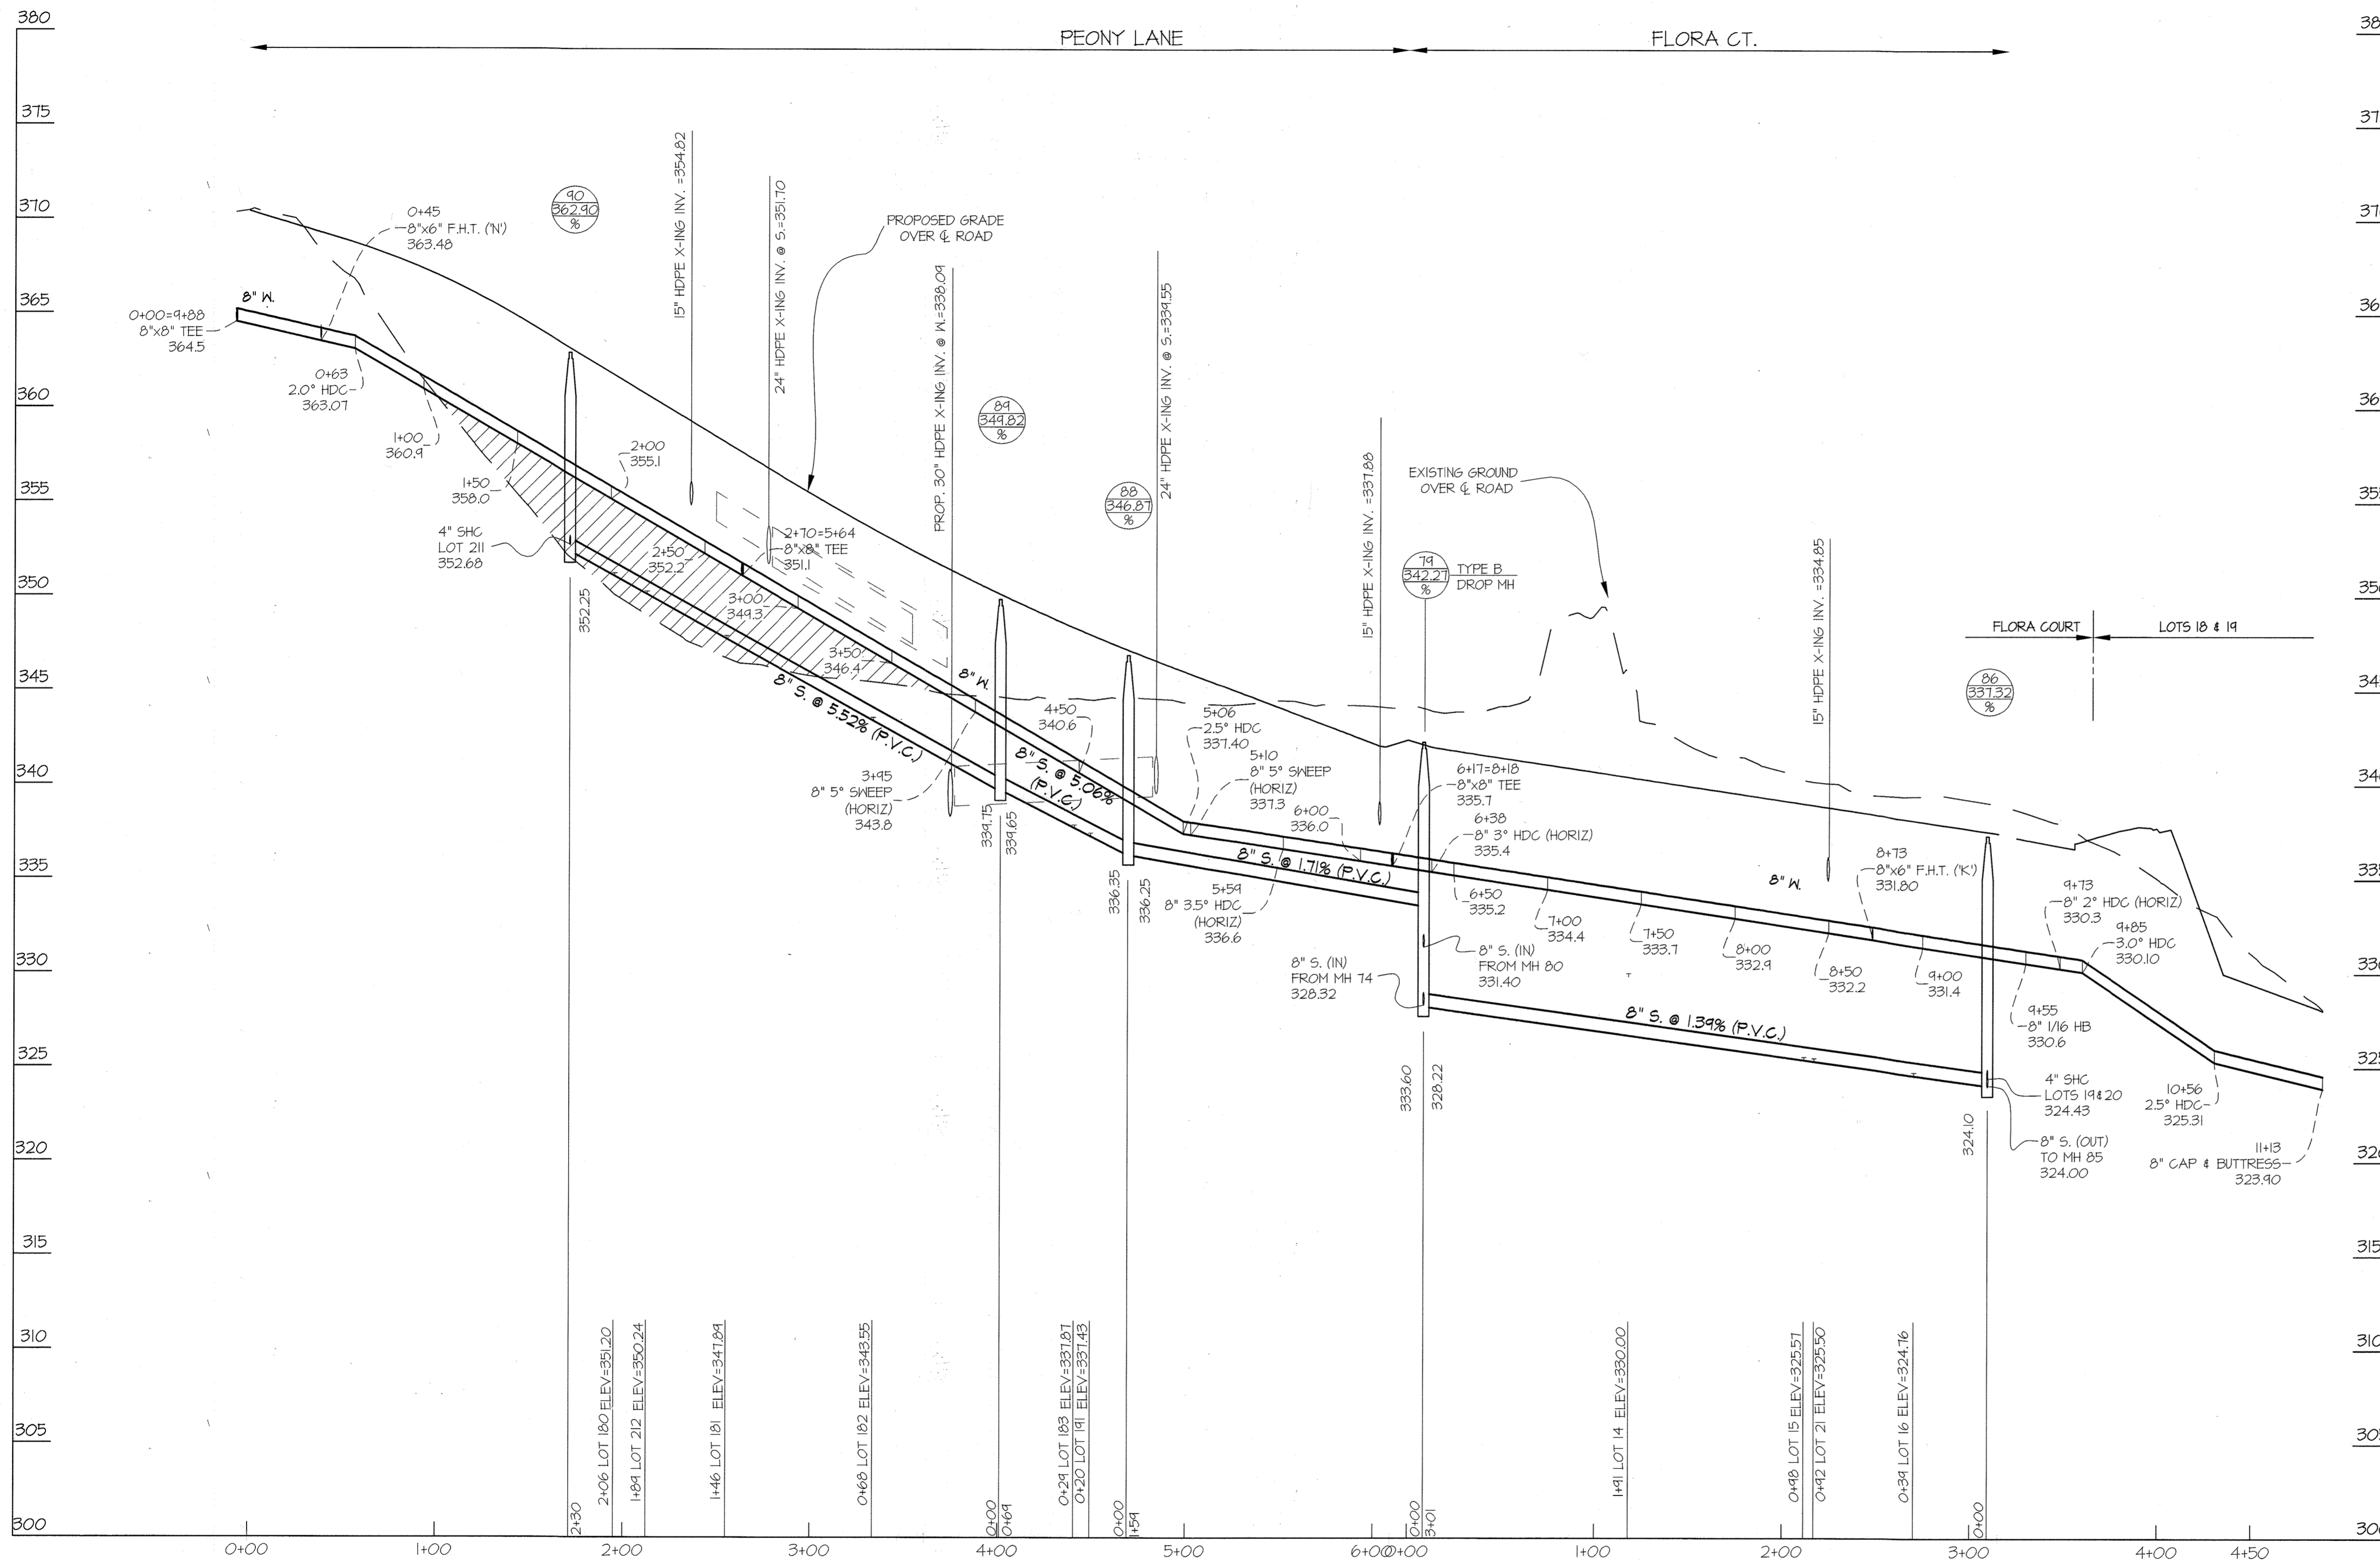 380
375
370
365
360
355
350
345
340
335
330
325
320
315
310
305
300
PEONY LANE
FLORA CT.
0+00=9+88
8"x8" TEE
364.5
8" W.
0+45
8"x6" F.H.T. ('N')
363.48
0+63
2.0° HDC
363.07
1+00
360.9
1+50
358.0
90
362.90
%
4" SHC
LOT 211
352.68
2+00
355.1
2+50
352.2
15" HDPE X-ING INV. =354.82
24" HDPE X-ING INV. @ S.=351.70
2+70=5+64
8"x8" TEE
351.1
3+00
349.3
3+50
346.4
PROPOSED GRADE
OVER ℄ ROAD
PROP. 30" HDPE X-ING INV. @ W.=338.09
89
349.82
%
88
346.87
%
24" HDPE X-ING INV. @ S.=339.55
8" S. @ 5.52% (P.V.C.)
8" W.
3+95
8" 5° SWEEP
(HORIZ)
343.8
4+50
340.6
8" S. @ 5.06%
(P.V.C.)
5+06
2.5° HDC
337.40
5+10
8" 5° SWEEP
(HORIZ)
337.3
15" HDPE X-ING INV. =337.88
79
342.27
%
TYPE B
DROP MH
EXISTING GROUND
OVER ℄ ROAD
6+00
336.0
6+17=8+18
8"x8" TEE
335.7
6+38
8" 3° HDC (HORIZ)
335.4
8" S. @ 1.71% (P.V.C.)
5+59
8" 3.5° HDC
(HORIZ)
336.6
6+50
335.2
7+00
334.4
7+50
333.7
8+00
332.9
8+50
332.2
9+00
331.4
8" W.
15" HDPE X-ING INV. =334.85
8+73
8"x6" F.H.T. ('K')
331.80
FLORA COURT
LOTS 18 & 19
86
337.32
%
9+73
8" 2° HDC (HORIZ)
330.3
9+85
3.0° HDC
330.10
9+55
8" 1/16 HB
330.6
8" S. (IN)
FROM MH 74
328.32
8" S. (IN)
FROM MH 80
331.40
8" S. @ 1.39% (P.V.C.)
4" SHC
LOTS 19&20
324.43
8" S. (OUT)
TO MH 85
324.00
10+56
2.5° HDC
325.31
11+13
8" CAP & BUTTRESS
323.90
352.25
339.75
339.65
336.35
336.25
333.60
328.22
324.10
2+30
2+06 LOT 180 ELEV=351.20
1+89 LOT 212 ELEV=350.24
1+46 LOT 181 ELEV=347.89
0+68 LOT 182 ELEV=343.55
0+00
0+69
0+29 LOT 183 ELEV=337.87
0+20 LOT 191 ELEV=337.43
0+00
1+59
0+00
3+01
1+91 LOT 14 ELEV=330.00
0+98 LOT 15 ELEV=325.57
0+92 LOT 21 ELEV=325.50
0+39 LOT 16 ELEV=324.76
0+00
0+00
1+00
2+00
3+00
4+00
5+00
6+00
0+00
1+00
2+00
3+00
4+00
4+50